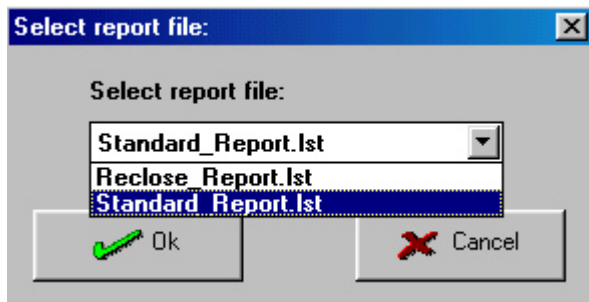 Select report file:
Select report file:
Standard_Report.lst
Reclose_Report.lst
Standard_Report.lst
Ok
Cancel